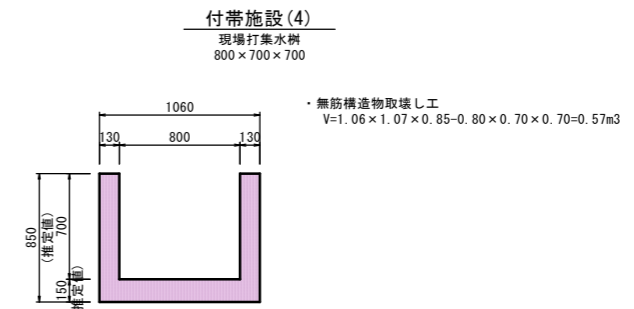 付帯施設(4)
現場打集水桝
800×700×700
・無筋構造物取壊し工
V=1.06×1.07×0.85-0.80×0.70×0.70=0.57m3
1060
130
800
130
850
(推定値)
700
150
(推定値)